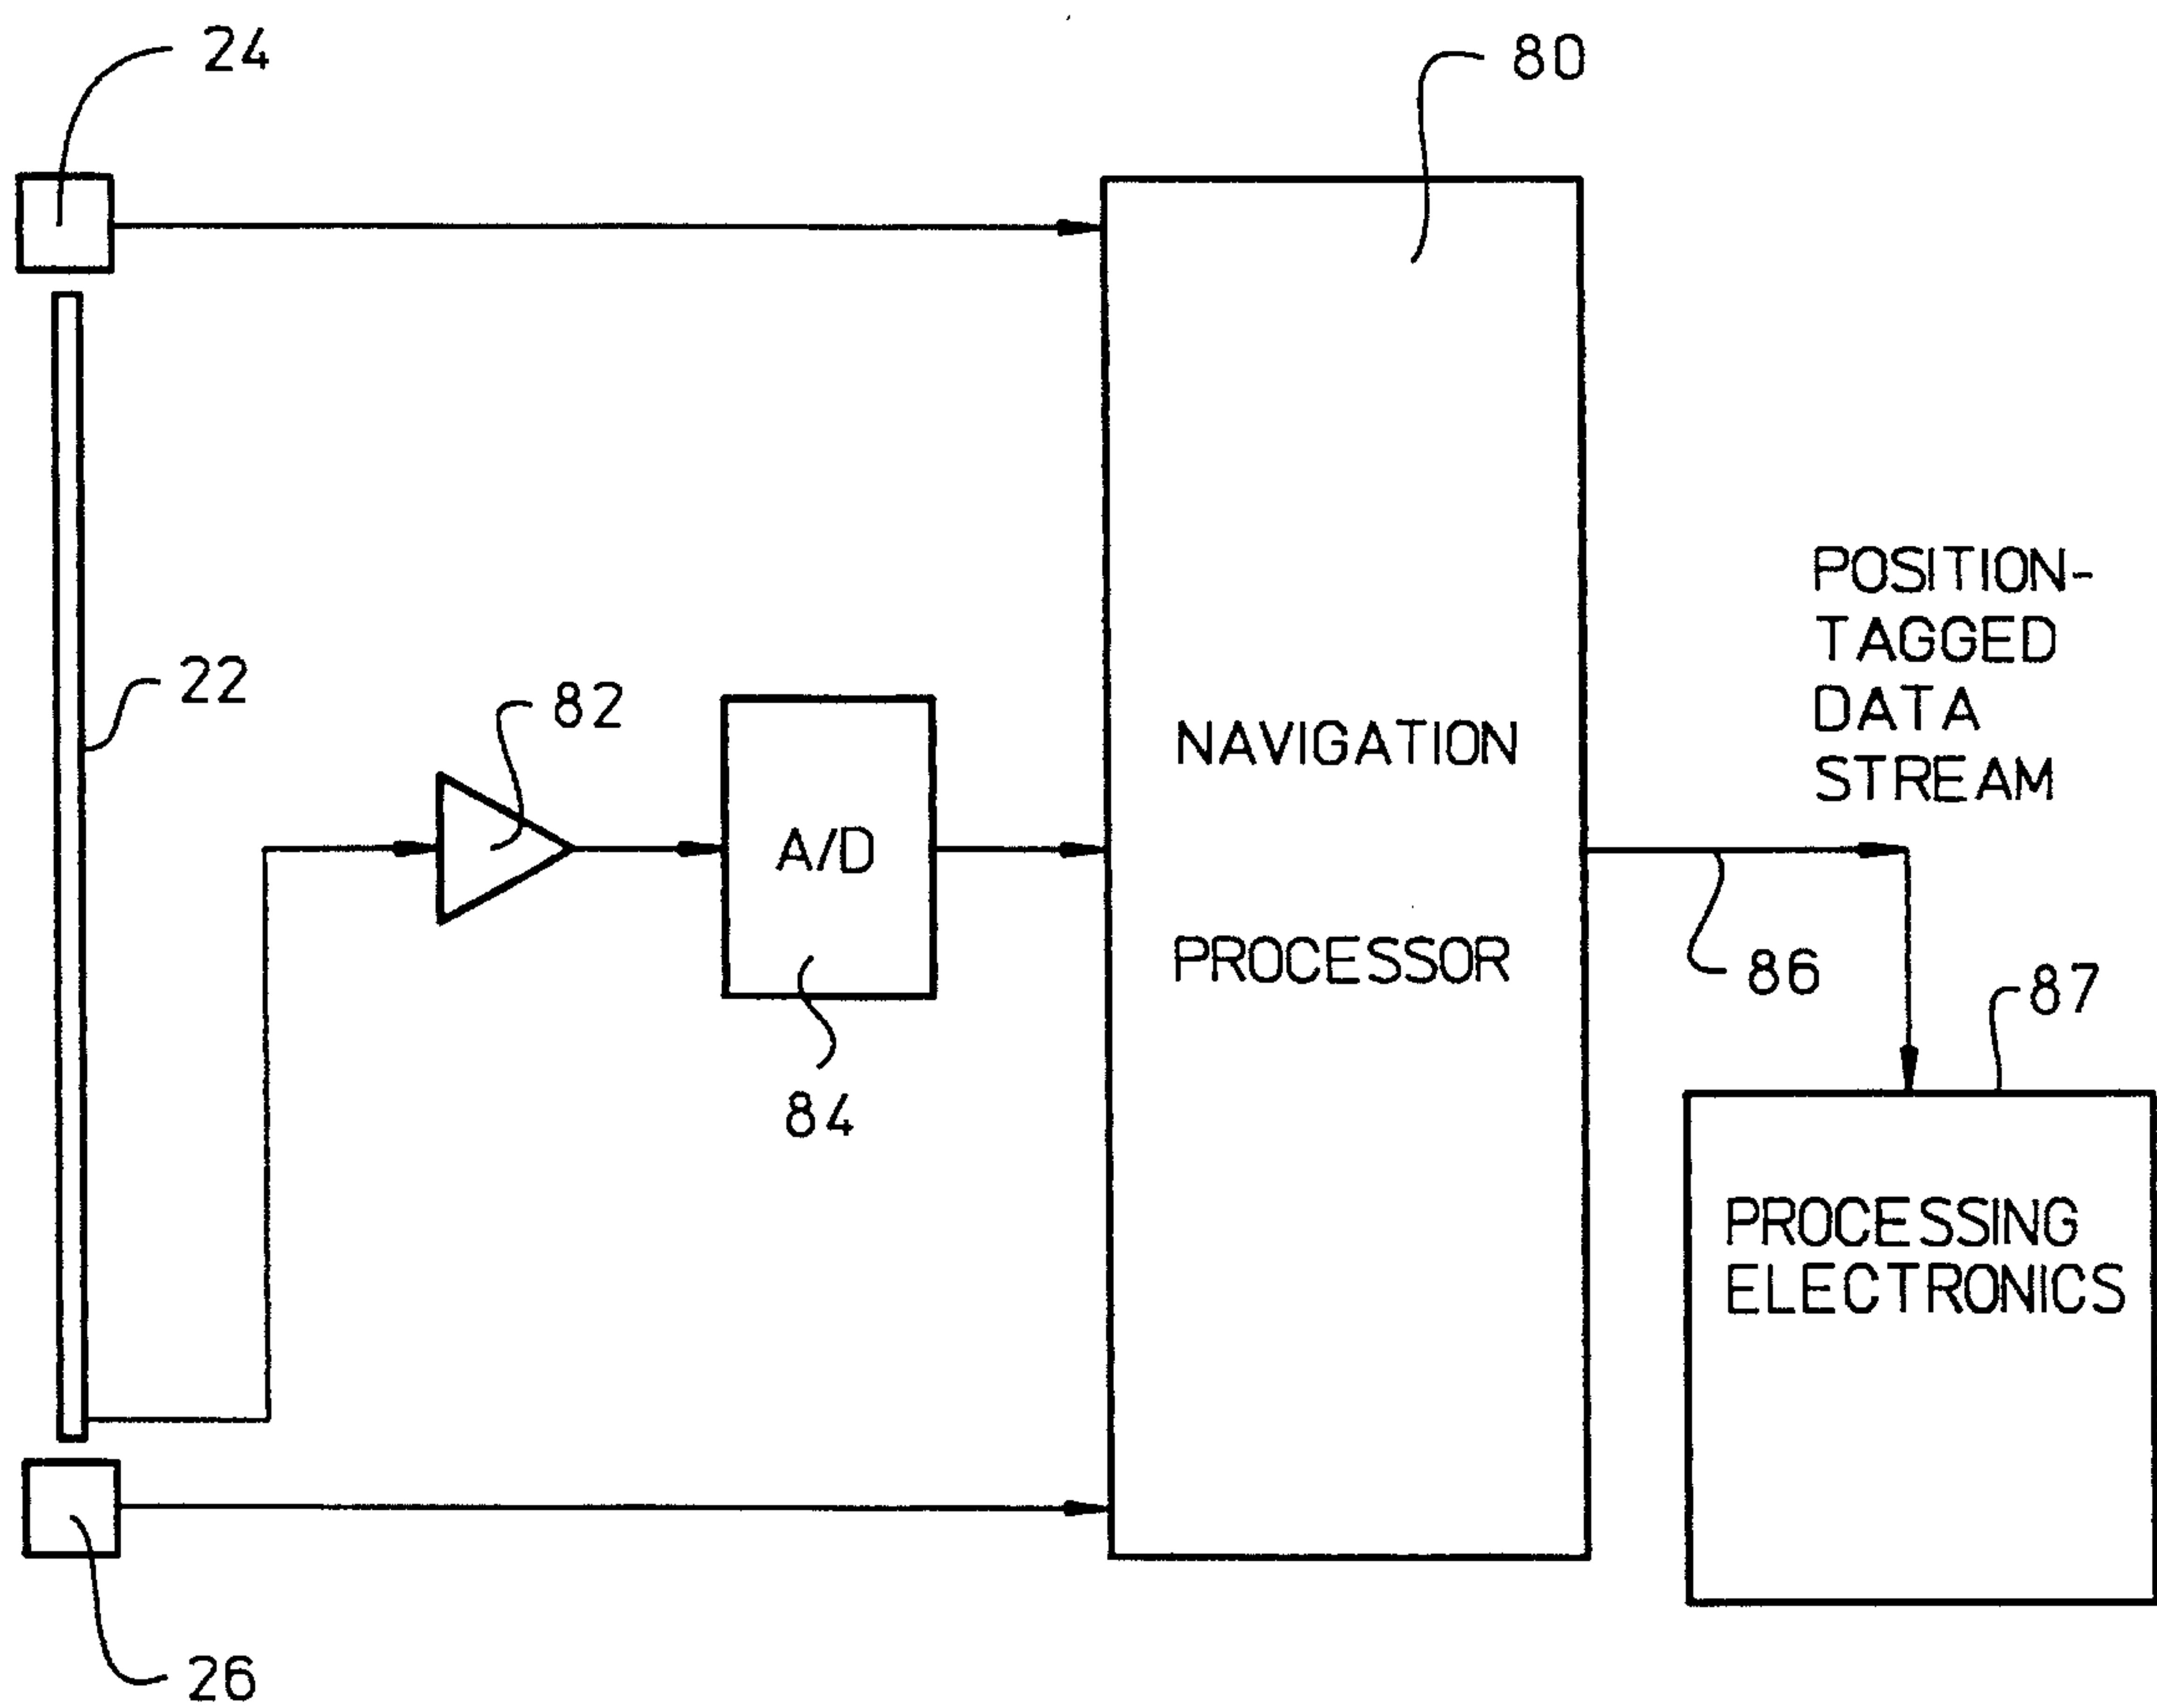 24
80
22
82
A/D
84
NAVIGATION
PROCESSOR
POSITION-
TAGGED
DATA
STREAM
86
87
PROCESSING
ELECTRONICS
26